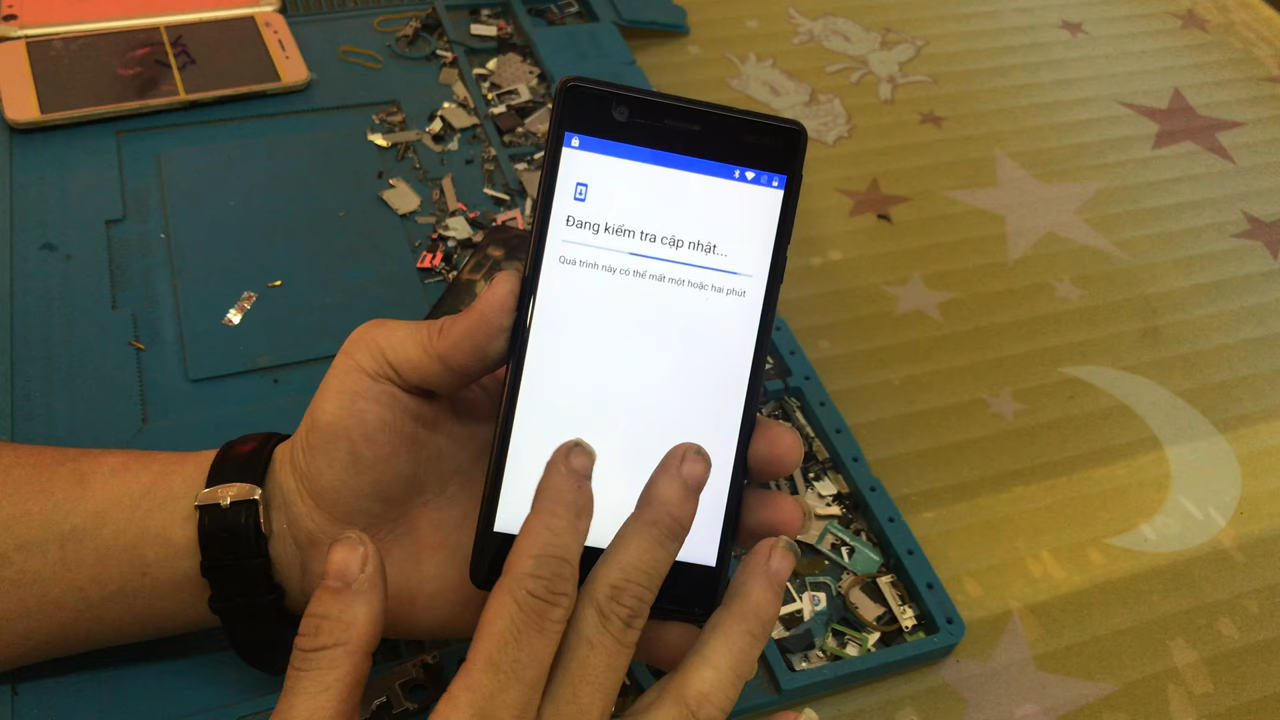 Đang kiểm tra cập nhật...
Quá trình này có thể mất một hoặc hai phút